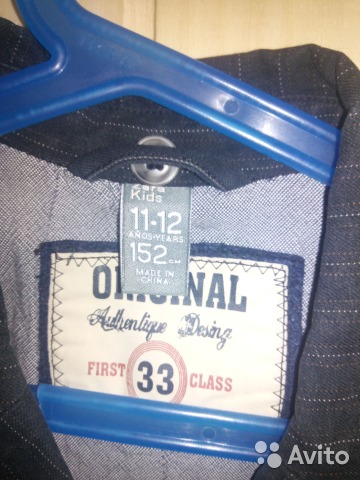 Zara
Kids
11-12
AÑOS-YEARS
152 CM
MADE IN
CHINA
ORIGINAL
Authentique Desing
FIRST 33 CLASS
Avito